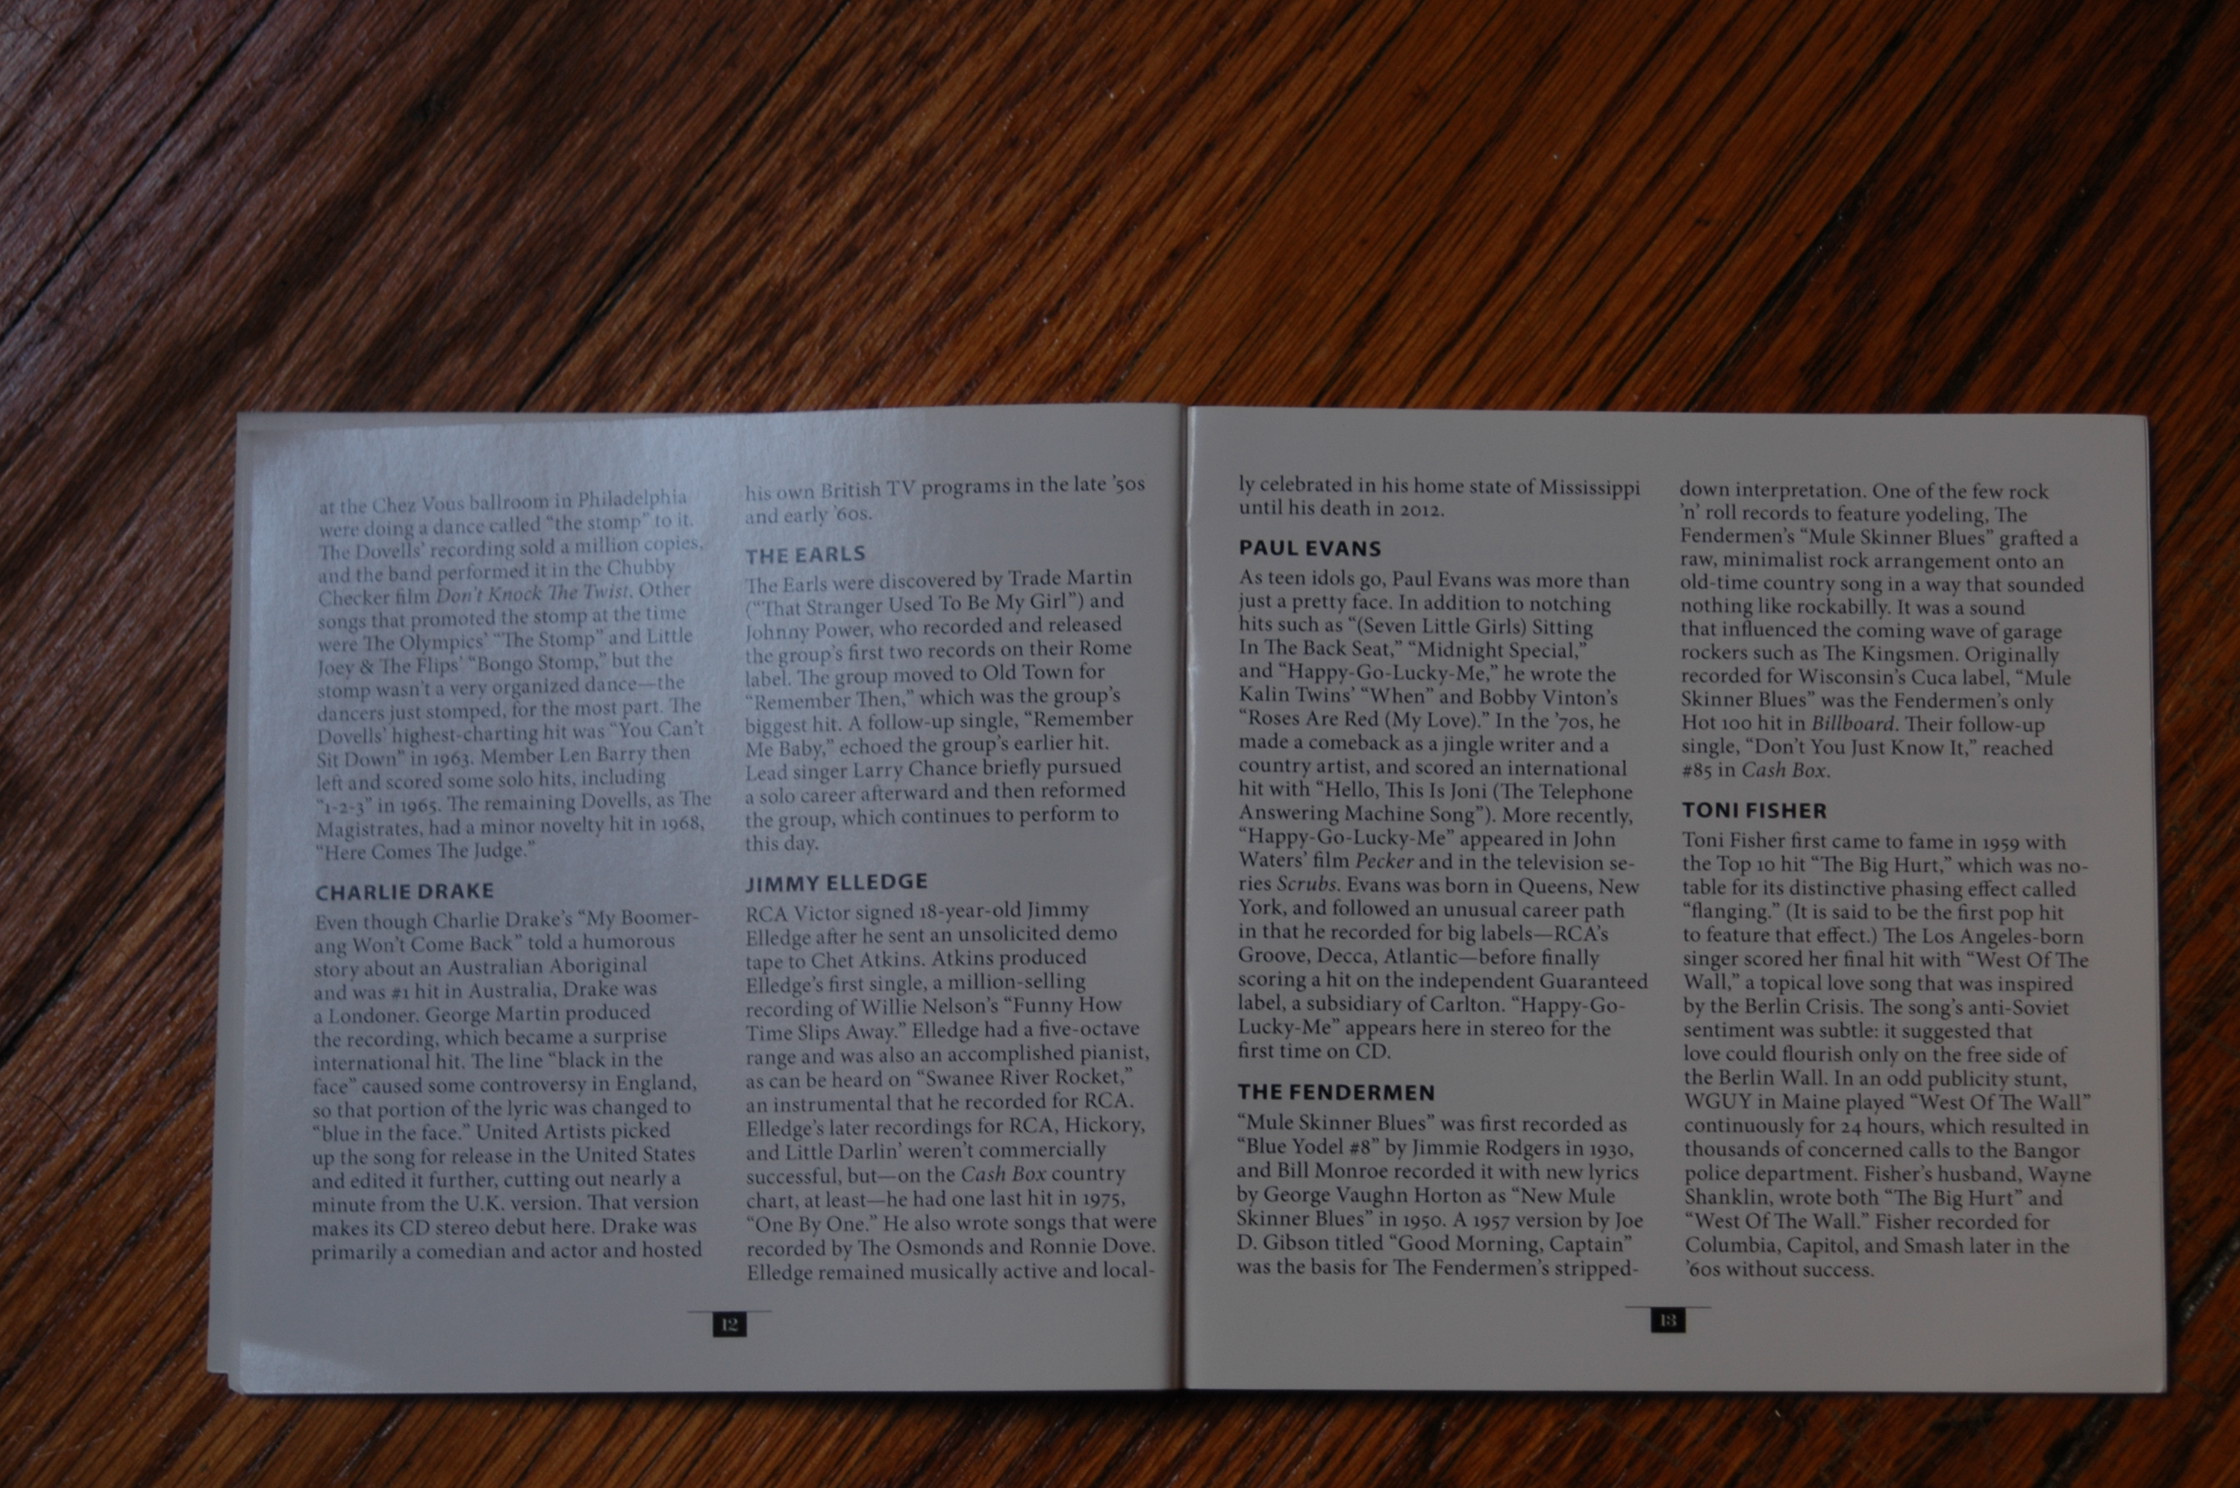 at the Chez Vous ballroom in Philadelphia
were doing a dance called “the stomp” to it.
The Dovells’ recording sold a million copies,
and the band performed it in the Chubby
Checker film Don’t Knock The Twist. Other
songs that promoted the stomp at the time
were The Olympics’ “The Stomp” and Little
Joey & The Flips’ “Bongo Stomp,” but the
stomp wasn’t a very organized dance—the
dancers just stomped, for the most part. The
Dovells’ highest-charting hit was “You Can’t
Sit Down” in 1963. Member Len Barry then
left and scored some solo hits, including
“1-2-3” in 1965. The remaining Dovells, as The
Magistrates, had a minor novelty hit in 1968,
“Here Comes The Judge.”
CHARLIE DRAKE
Even though Charlie Drake’s “My Boomer-
ang Won’t Come Back” told a humorous
story about an Australian Aboriginal
and was #1 hit in Australia, Drake was
a Londoner. George Martin produced
the recording, which became a surprise
international hit. The line “black in the
face” caused some controversy in England,
so that portion of the lyric was changed to
“blue in the face.” United Artists picked
up the song for release in the United States
and edited it further, cutting out nearly a
minute from the U.K. version. That version
makes its CD stereo debut here. Drake was
primarily a comedian and actor and hosted
his own British TV programs in the late ’50s
and early ’60s.
THE EARLS
The Earls were discovered by Trade Martin
(“That Stranger Used To Be My Girl”) and
Johnny Power, who recorded and released
the group’s first two records on their Rome
label. The group moved to Old Town for
“Remember Then,” which was the group’s
biggest hit. A follow-up single, “Remember
Me Baby,” echoed the group’s earlier hit.
Lead singer Larry Chance briefly pursued
a solo career afterward and then reformed
the group, which continues to perform to
this day.
JIMMY ELLEDGE
RCA Victor signed 18-year-old Jimmy
Elledge after he sent an unsolicited demo
tape to Chet Atkins. Atkins produced
Elledge’s first single, a million-selling
recording of Willie Nelson’s “Funny How
Time Slips Away.” Elledge had a five-octave
range and was also an accomplished pianist,
as can be heard on “Swanee River Rocket,”
an instrumental that he recorded for RCA.
Elledge’s later recordings for RCA, Hickory,
and Little Darlin’ weren’t commercially
successful, but—on the Cash Box country
chart, at least—he had one last hit in 1975,
“One By One.” He also wrote songs that were
recorded by The Osmonds and Ronnie Dove.
Elledge remained musically active and local-
12
ly celebrated in his home state of Mississippi
until his death in 2012.
PAUL EVANS
As teen idols go, Paul Evans was more than
just a pretty face. In addition to notching
hits such as “(Seven Little Girls) Sitting
In The Back Seat,” “Midnight Special,”
and “Happy-Go-Lucky-Me,” he wrote the
Kalin Twins’ “When” and Bobby Vinton’s
“Roses Are Red (My Love).” In the ’70s, he
made a comeback as a jingle writer and a
country artist, and scored an international
hit with “Hello, This Is Joni (The Telephone
Answering Machine Song”). More recently,
“Happy-Go-Lucky-Me” appeared in John
Waters’ film Pecker and in the television se-
ries Scrubs. Evans was born in Queens, New
York, and followed an unusual career path
in that he recorded for big labels—RCA’s
Groove, Decca, Atlantic—before finally
scoring a hit on the independent Guaranteed
label, a subsidiary of Carlton. “Happy-Go-
Lucky-Me” appears here in stereo for the
first time on CD.
THE FENDERMEN
“Mule Skinner Blues” was first recorded as
“Blue Yodel #8” by Jimmie Rodgers in 1930,
and Bill Monroe recorded it with new lyrics
by George Vaughn Horton as “New Mule
Skinner Blues” in 1950. A 1957 version by Joe
D. Gibson titled “Good Morning, Captain”
was the basis for The Fendermen’s stripped-
down interpretation. One of the few rock
’n’ roll records to feature yodeling, The
Fendermen’s “Mule Skinner Blues” grafted a
raw, minimalist rock arrangement onto an
old-time country song in a way that sounded
nothing like rockabilly. It was a sound
that influenced the coming wave of garage
rockers such as The Kingsmen. Originally
recorded for Wisconsin’s Cuca label, “Mule
Skinner Blues” was the Fendermen’s only
Hot 100 hit in Billboard. Their follow-up
single, “Don’t You Just Know It,” reached
#85 in Cash Box.
TONI FISHER
Toni Fisher first came to fame in 1959 with
the Top 10 hit “The Big Hurt,” which was no-
table for its distinctive phasing effect called
“flanging.” (It is said to be the first pop hit
to feature that effect.) The Los Angeles-born
singer scored her final hit with “West Of The
Wall,” a topical love song that was inspired
by the Berlin Crisis. The song’s anti-Soviet
sentiment was subtle: it suggested that
love could flourish only on the free side of
the Berlin Wall. In an odd publicity stunt,
WGUY in Maine played “West Of The Wall”
continuously for 24 hours, which resulted in
thousands of concerned calls to the Bangor
police department. Fisher’s husband, Wayne
Shanklin, wrote both “The Big Hurt” and
“West Of The Wall.” Fisher recorded for
Columbia, Capitol, and Smash later in the
’60s without success.
13